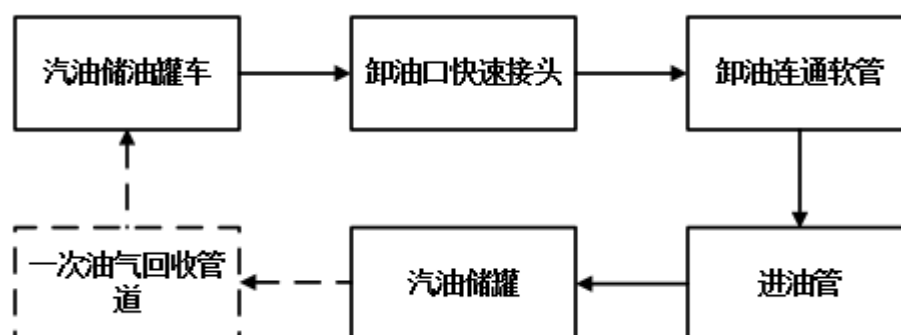 汽油储油罐车
卸油口快速接头
卸油连通软管
一次油气回收管
道
汽油储罐
进油管